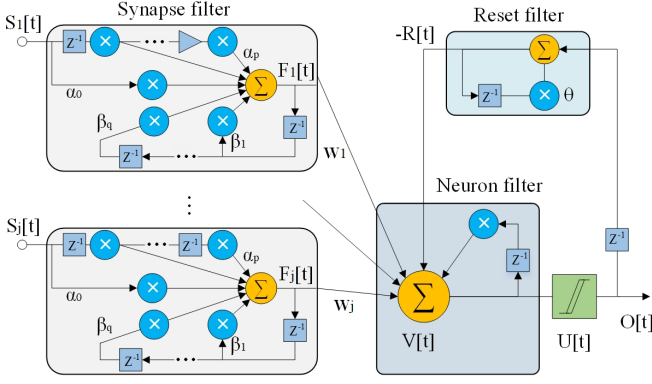 Synapse filter
S1[t]
Z-1
× × αp
α0 ×
Σ F1[t]
βq × × β1
Z-1
Z-1
W1
Reset filter
-R[t]
Σ
Z-1 × θ
Sj[t]
Z-1 × Z-1 × αp
α0 ×
Σ Fj[t]
βq × × β1
Z-1
Z-1
Wj
Neuron filter
×
Z-1
Σ
V[t]
U[t]
Z-1
O[t]